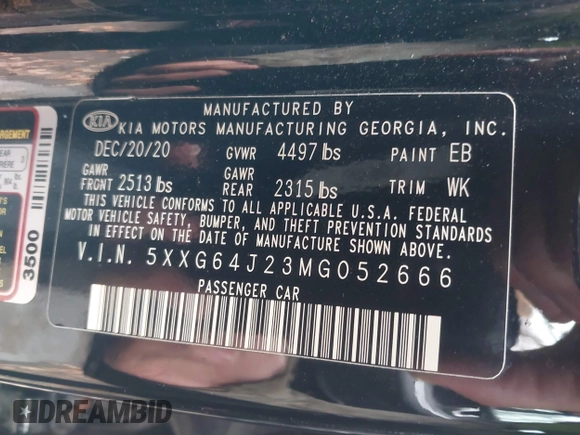 MANUFACTURED BY
KIA KIA MOTORS MANUFACTURING GEORGIA, INC.
DEC/20/20 GVWR 4497 lbs PAINT EB
GAWR FRGNT 2513 lbs GAWR REAR 2315 lbs TRIM WK
THIS VEHICLE CONFORMS TO ALL APPLICABLE U.S.A. FEDERAL
MOTOR VEHICLE SAFETY, BUMPER, AND THEFT PREVENTION
STANDARDS IN EFFECT ON THE
DATE OF MANUFACTURE SHOWN ABOVE.
V.I.N. 5XXG64J23MG052666
PASSENGER CAR
3500
DREAMBID